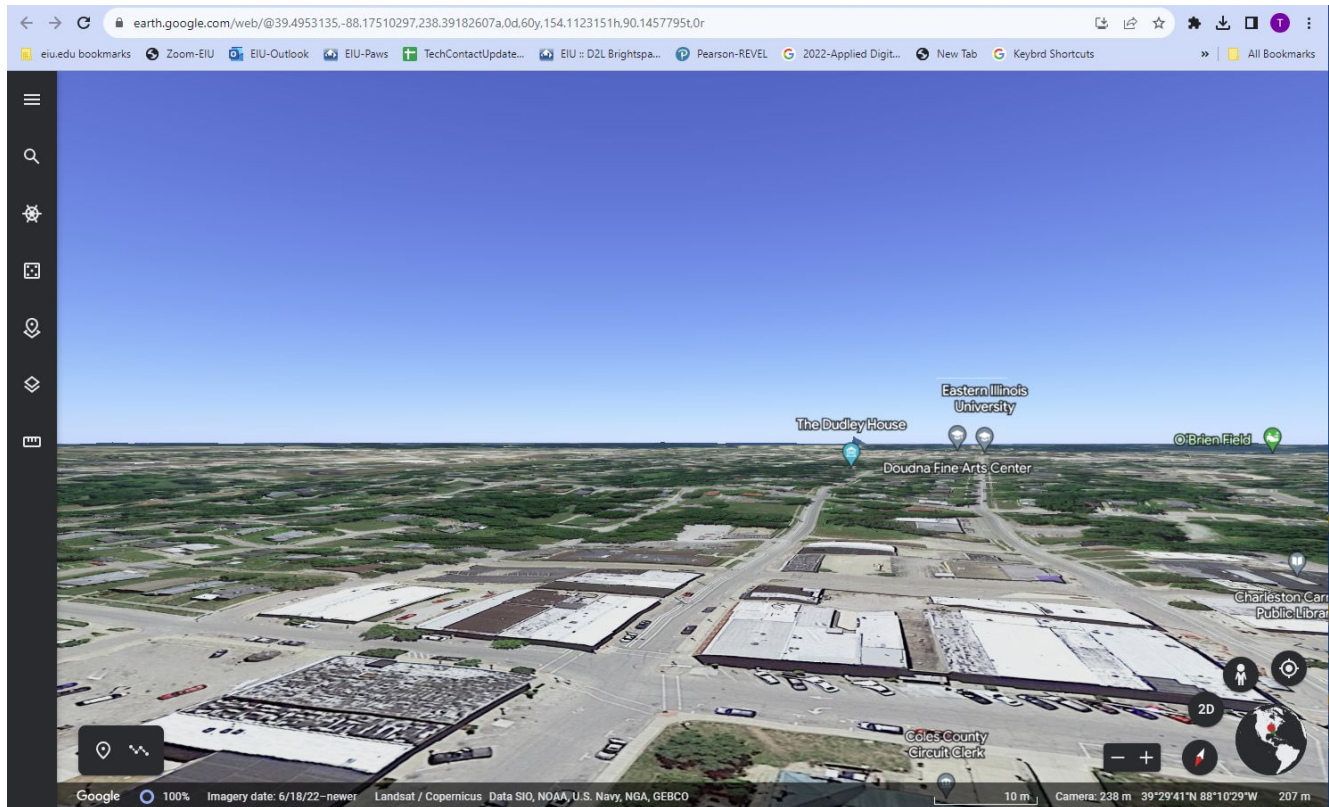 earth.google.com/web/@39.4953135,-88.17510297,238.39182607a,0d,60y,154.1123151h,90.1457795t,0r
T
eiu.edu bookmarks Zoom-EIU EIU-Outlook EIU-Paws TechContactUpdate... EIU :: D2L Brightspa... Pearson-REVEL 2022-Applied Digit... New Tab Keybrd Shortcuts » All Bookmarks
Eastern Illinois
University
The Dudley House
O'Brien Field
Doudna Fine Arts Center
Charleston Carn
Public Librar
2D
Coles County
Circuit Clerk
Google 100% Imagery date: 6/18/22–newer Landsat / Copernicus Data SIO, NOAA, U.S. Navy, NGA, GEBCO 10 m Camera: 238 m 39°29'41"N 88°10'29"W 207 m